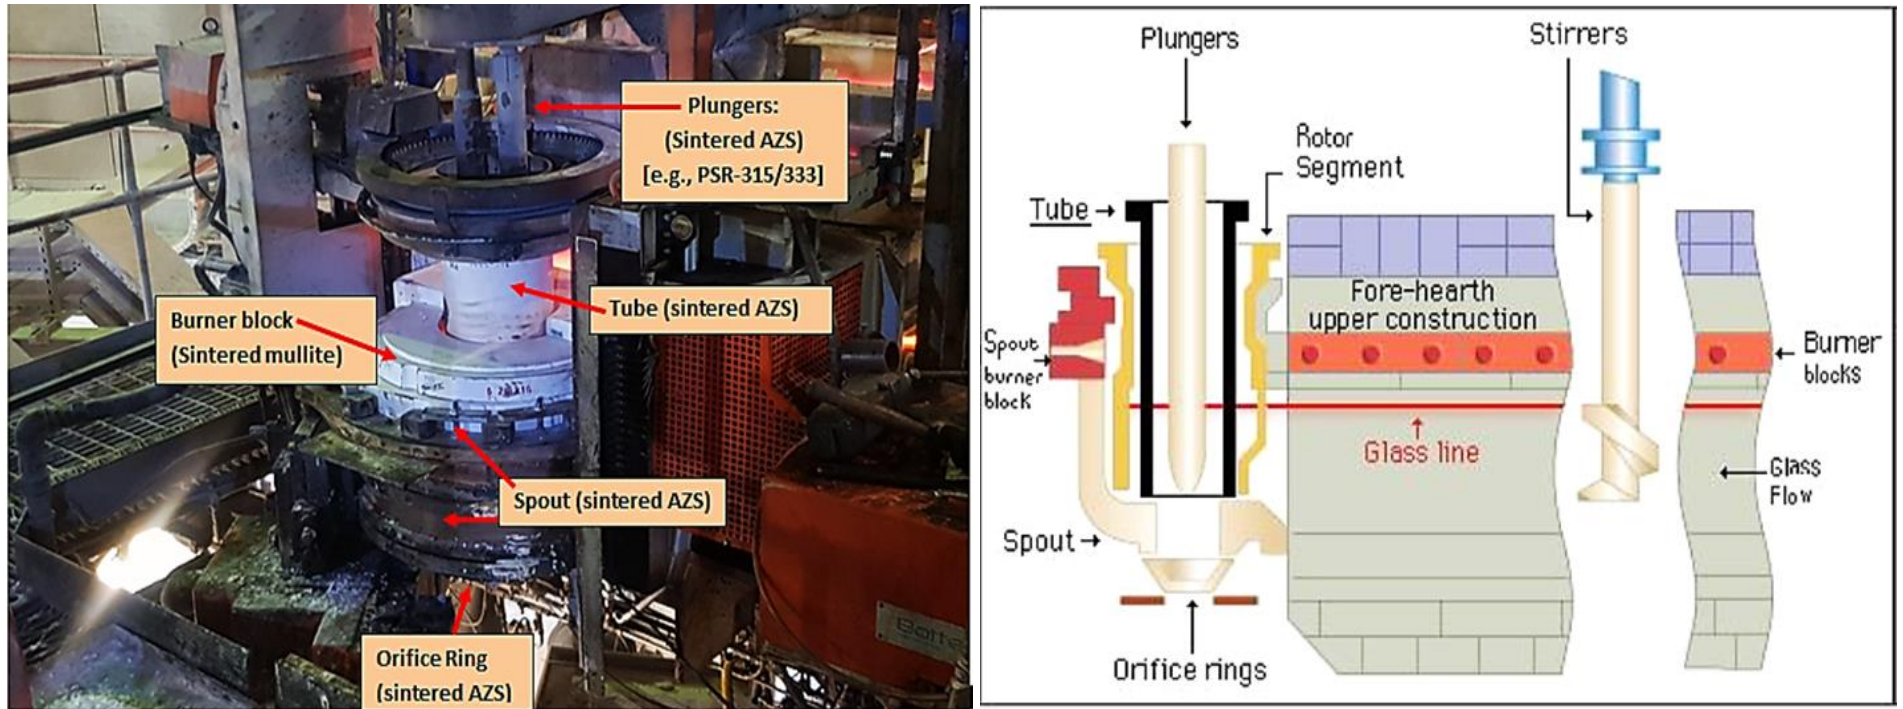 Plungers:
(Sintered AZS)
[e.g., PSR-315/333]
Tube (sintered AZS)
Burner block
(Sintered mullite)
Spout (sintered AZS)
Orifice Ring
(sintered AZS)
Plungers
Stirrers
Rotor
Segment
Tube
Fore-hearth
upper construction
Spout
burner
block
Burner
blocks
Glass line
Glass
Flow
Spout
Orifice rings